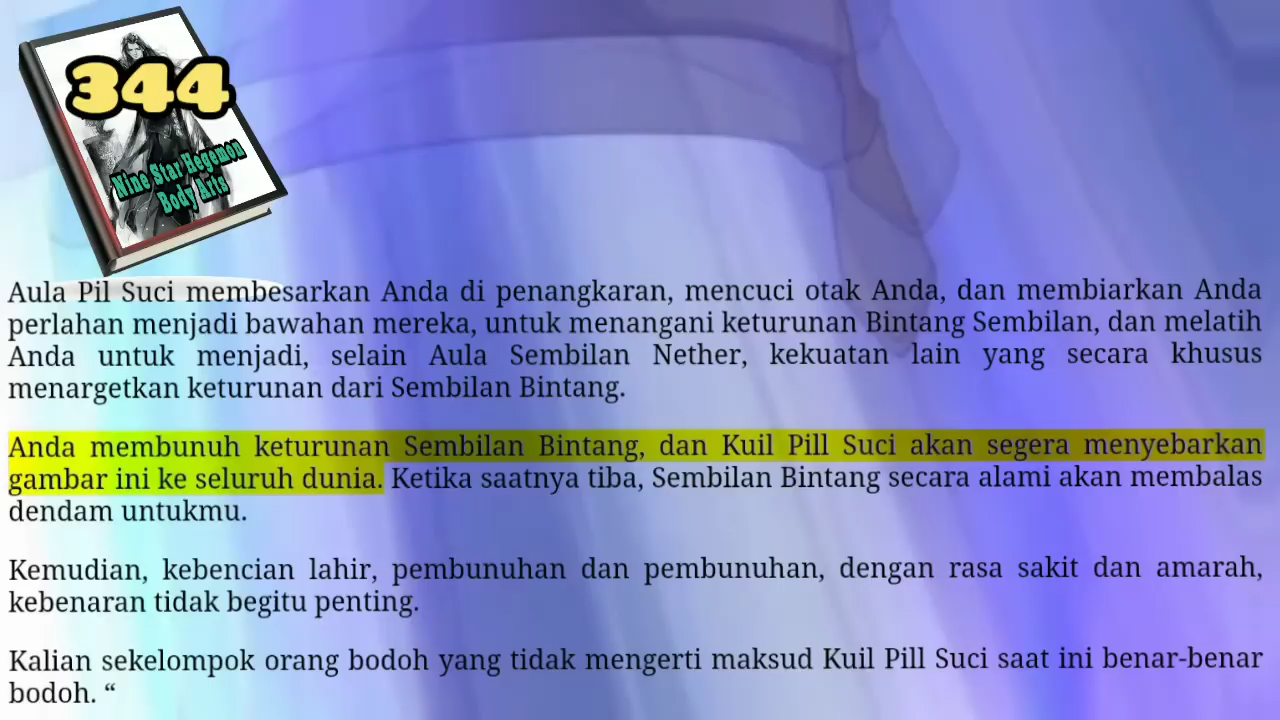 344
Nine Star Hegemon
Body Arts
Aula Pil Suci membesarkan Anda di penangkaran, mencuci otak Anda, dan membiarkan Anda
perlahan menjadi bawahan mereka, untuk menangani keturunan Bintang Sembilan, dan melatih
Anda untuk menjadi, selain Aula Sembilan Nether, kekuatan lain yang secara khusus
menargetkan keturunan dari Sembilan Bintang.
Anda membunuh keturunan Sembilan Bintang, dan Kuil Pill Suci akan segera menyebarkan
gambar ini ke seluruh dunia. Ketika saatnya tiba, Sembilan Bintang secara alami akan membalas
dendam untukmu.
Kemudian, kebencian lahir, pembunuhan dan pembunuhan, dengan rasa sakit dan amarah,
kebenaran tidak begitu penting.
Kalian sekelompok orang bodoh yang tidak mengerti maksud Kuil Pill Suci saat ini benar-benar
bodoh. “